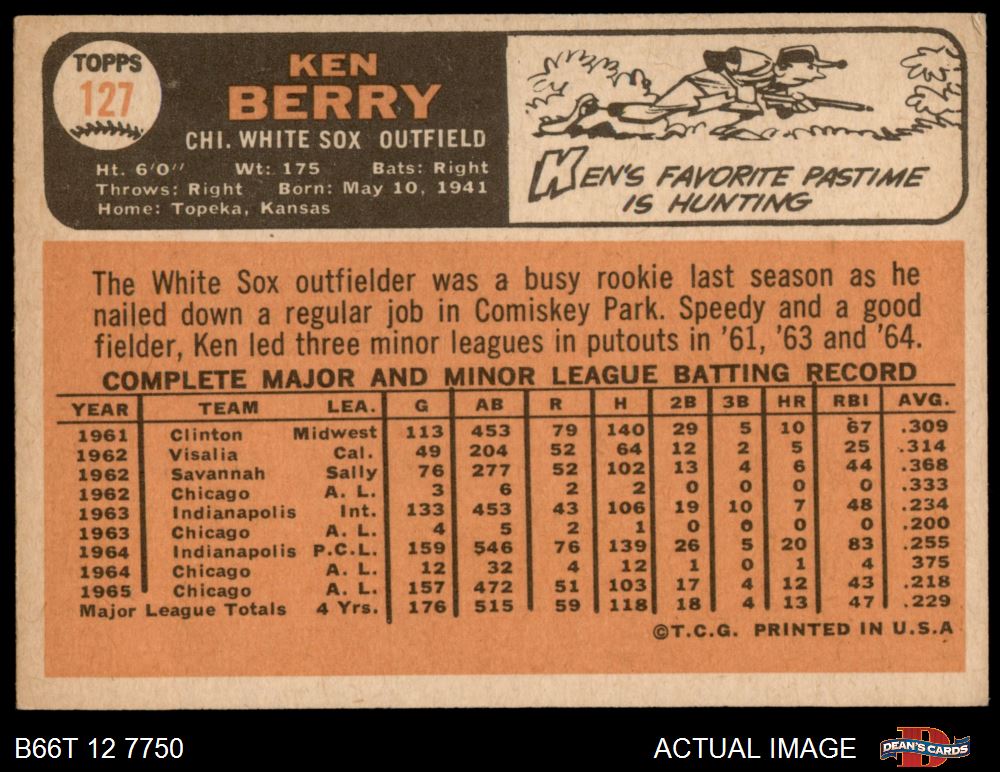 TOPPS
127
KEN
BERRY
CHI. WHITE SOX OUTFIELD
Ht. 6'0" Wt: 175 Bats: Right
Throws: Right Born: May 10, 1941
Home: Topeka, Kansas
KEN'S FAVORITE PASTIME
IS HUNTING
The White Sox outfielder was a busy rookie last season as he
nailed down a regular job in Comiskey Park. Speedy and a good
fielder, Ken led three minor leagues in putouts in '61, '63 and '64.
COMPLETE MAJOR AND MINOR LEAGUE BATTING RECORD
YEAR TEAM LEA. G AB R H 2B 3B HR RBI AVG.
1961 Clinton Midwest 113 453 79 140 29 5 10 67 .309
1962 Visalia Cal. 49 204 52 64 12 2 5 25 .314
1962 Savannah Sally 76 277 52 102 13 4 6 44 .368
1962 Chicago A. L. 3 6 2 2 0 0 0 0 .333
1963 Indianapolis Int. 133 453 43 106 19 10 7 48 .234
1963 Chicago A. L. 4 5 2 1 0 0 0 0 .200
1964 Indianapolis P.C.L. 159 546 76 139 26 5 20 83 .255
1964 Chicago A. L. 12 32 4 12 1 0 1 4 375
1965 Chicago A. L. 157 472 51 103 17 4 12 43 .218
Major League Totals 4 Yrs. 176 515 59 118 18 4 13 47 .229
©T.C.G. PRINTED IN U.S.A
B66T 12 7750
ACTUAL IMAGE
DEAN'S CARDS